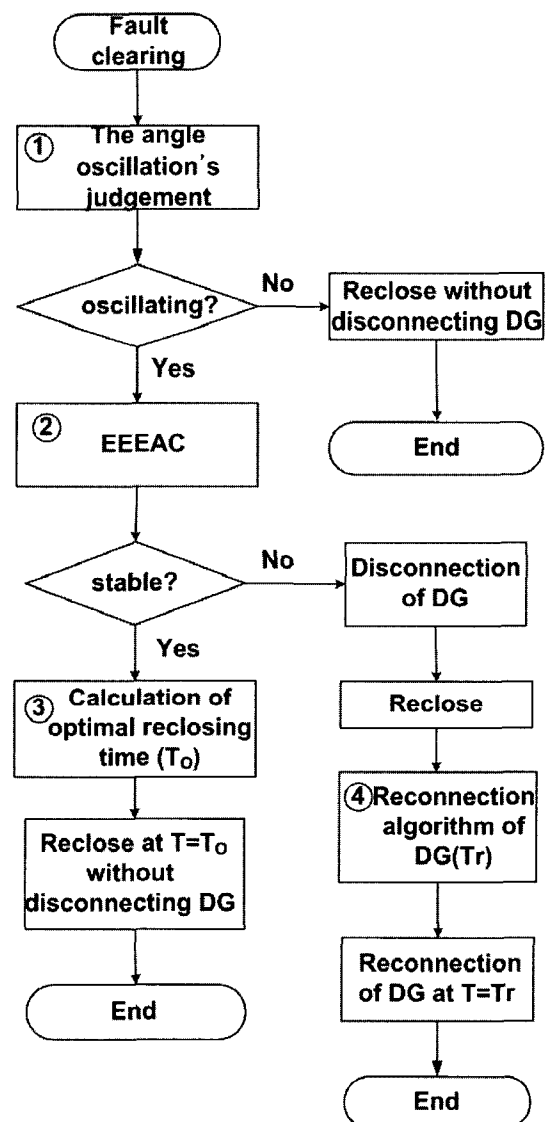 Fault
clearing
① The angle
oscillation's
judgement
oscillating?
No
Reclose without
disconnecting DG
End
Yes
② EEEAC
stable?
No
Disconnection
of DG
Reclose
④ Reconnection
algorithm of
DG(Tr)
Reconnection
of DG at T=Tr
End
Yes
③ Calculation of
optimal reclosing
time (To)
Reclose at T=To
without
disconnecting DG
End